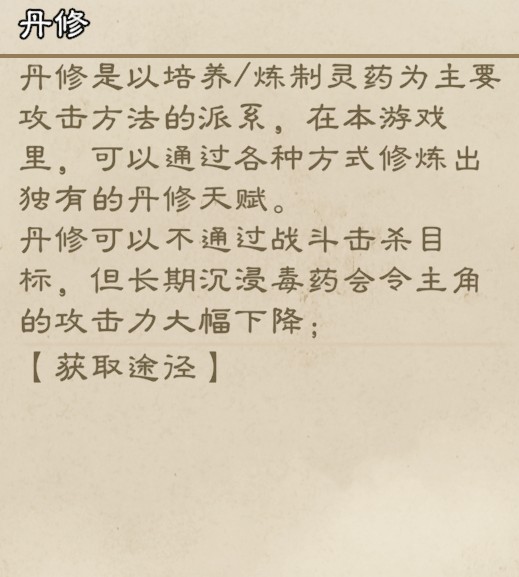 丹修
丹修是以培养/炼制灵药为主要
攻击方法的派系，在本游戏
里，可以通过各种方式修炼出
独有的丹修天赋。
丹修可以不通过战斗击杀目
标，但长期沉浸毒药会令主角
的攻击力大幅下降；
【获取途径】